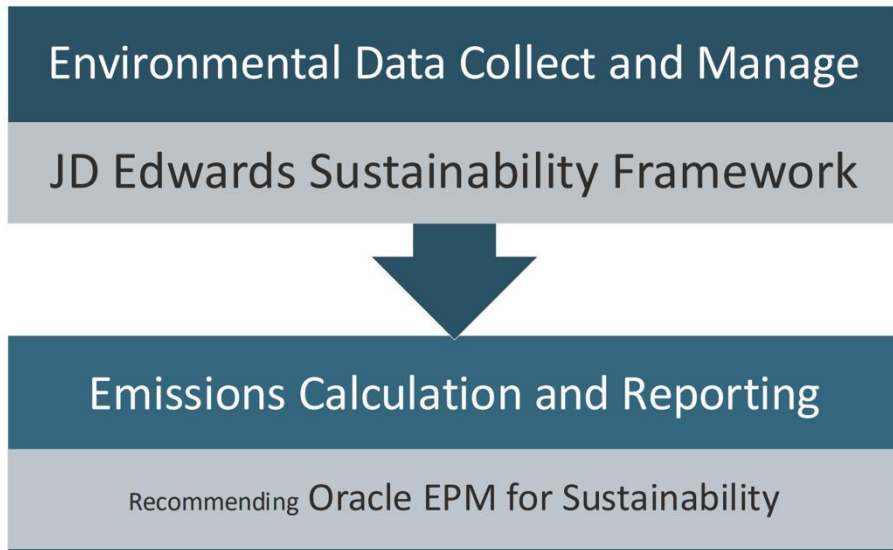 Environmental Data Collect and Manage
JD Edwards Sustainability Framework
Emissions Calculation and Reporting
Recommending Oracle EPM for Sustainability